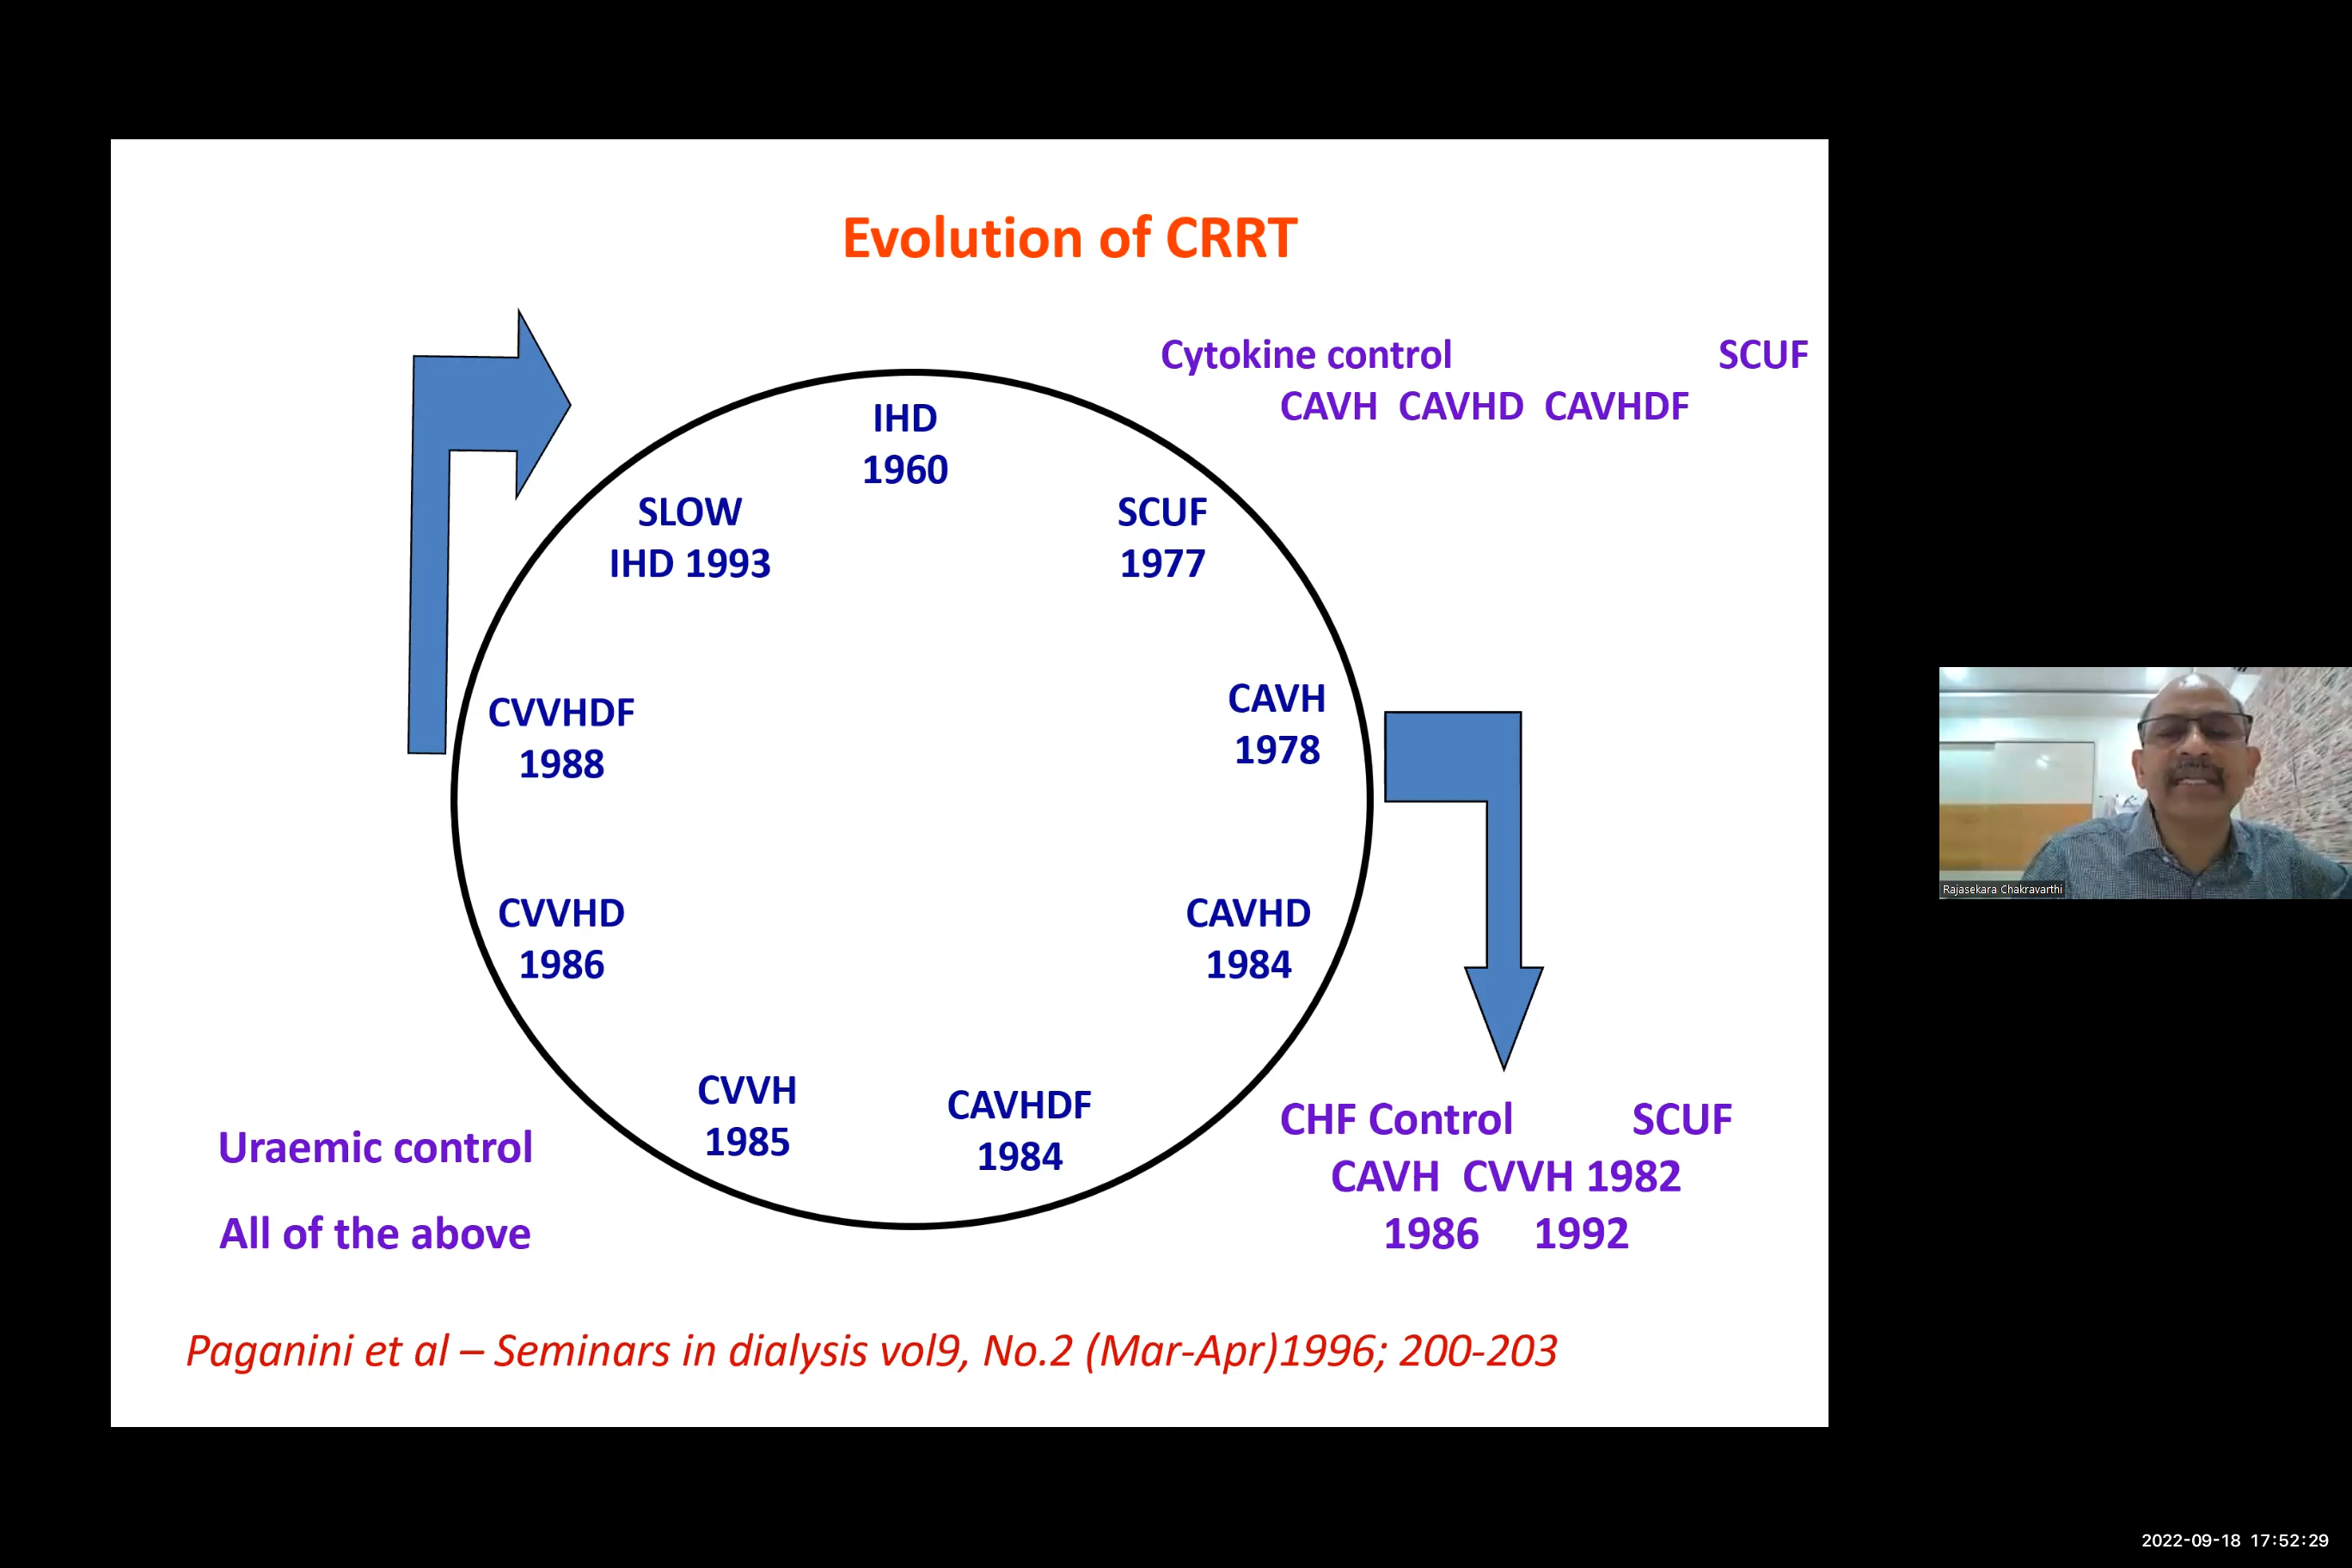 Evolution of CRRT
Cytokine control SCUF
CAVH CAVHD CAVHDF
IHD
1960
SCUF
1977
CAVH
1978
CAVHD
1984
CAVHDF
1984
CVVH
1985
CVVHD
1986
CVVHDF
1988
SLOW
IHD 1993
CHF Control SCUF
CAVH CVVH 1982
1986 1992
Uraemic control
All of the above
Paganini et al – Seminars in dialysis vol9, No.2 (Mar-Apr)1996; 200-203
Rajasekara Chakravarthi
2022-09-18 17:52:29